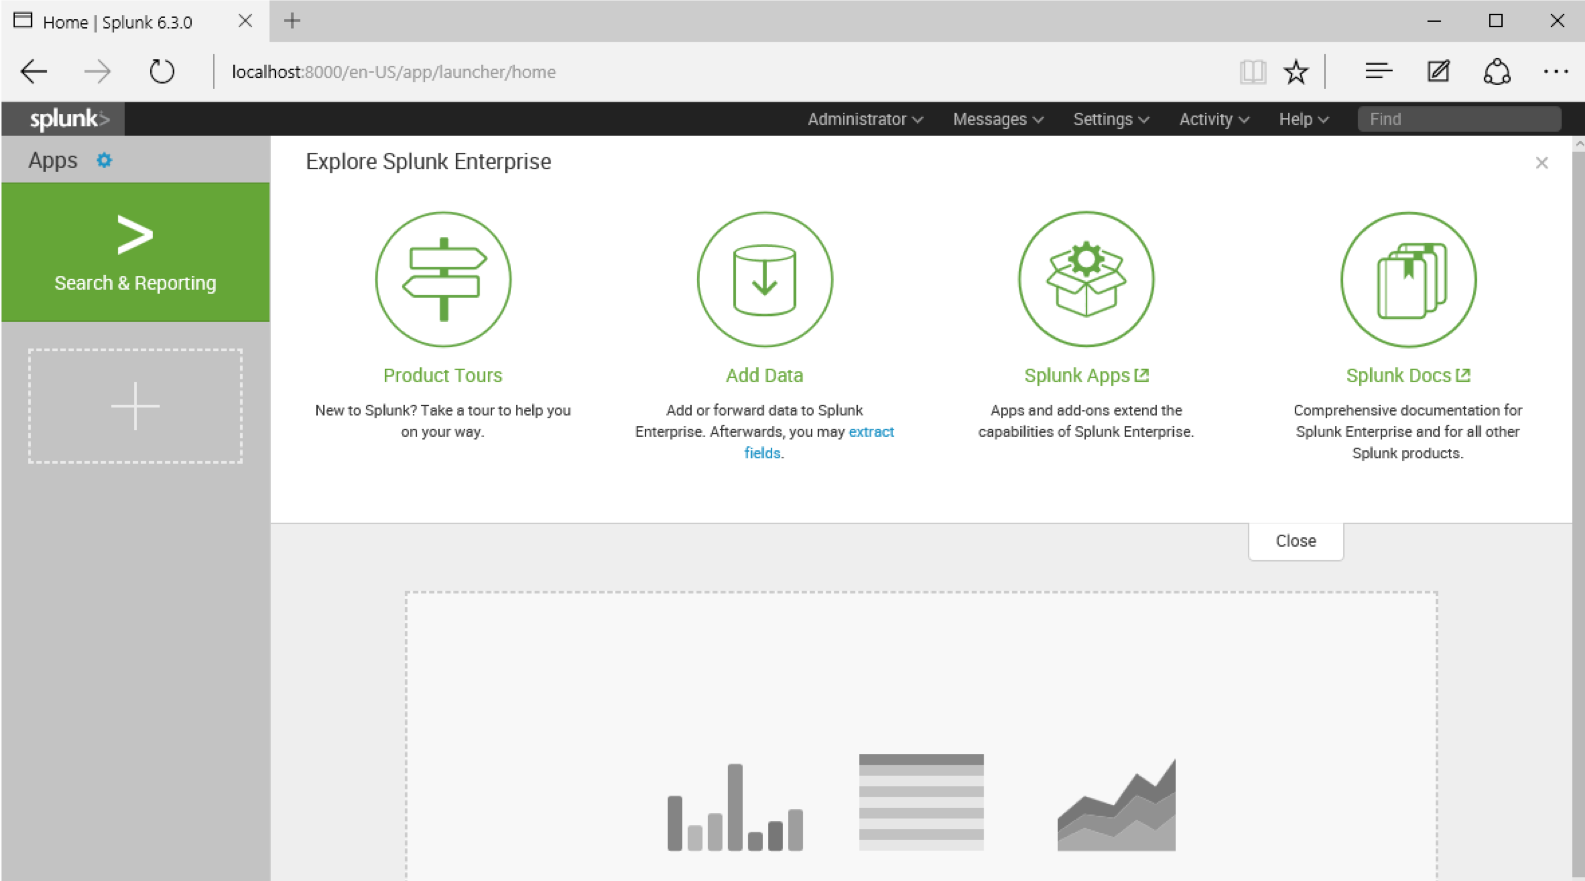 Home | Splunk 6.3.0
localhost:8000/en-US/app/launcher/home
splunk>
Administrator
Messages
Settings
Activity
Help
Find
Apps
Explore Splunk Enterprise
Search & Reporting
Product Tours
New to Splunk? Take a tour to help you
on your way.
Add Data
Add or forward data to Splunk
Enterprise. Afterwards, you may extract
fields.
Splunk Apps
Apps and add-ons extend the
capabilities of Splunk Enterprise.
Splunk Docs
Comprehensive documentation for
Splunk Enterprise and for all other
Splunk products.
Close